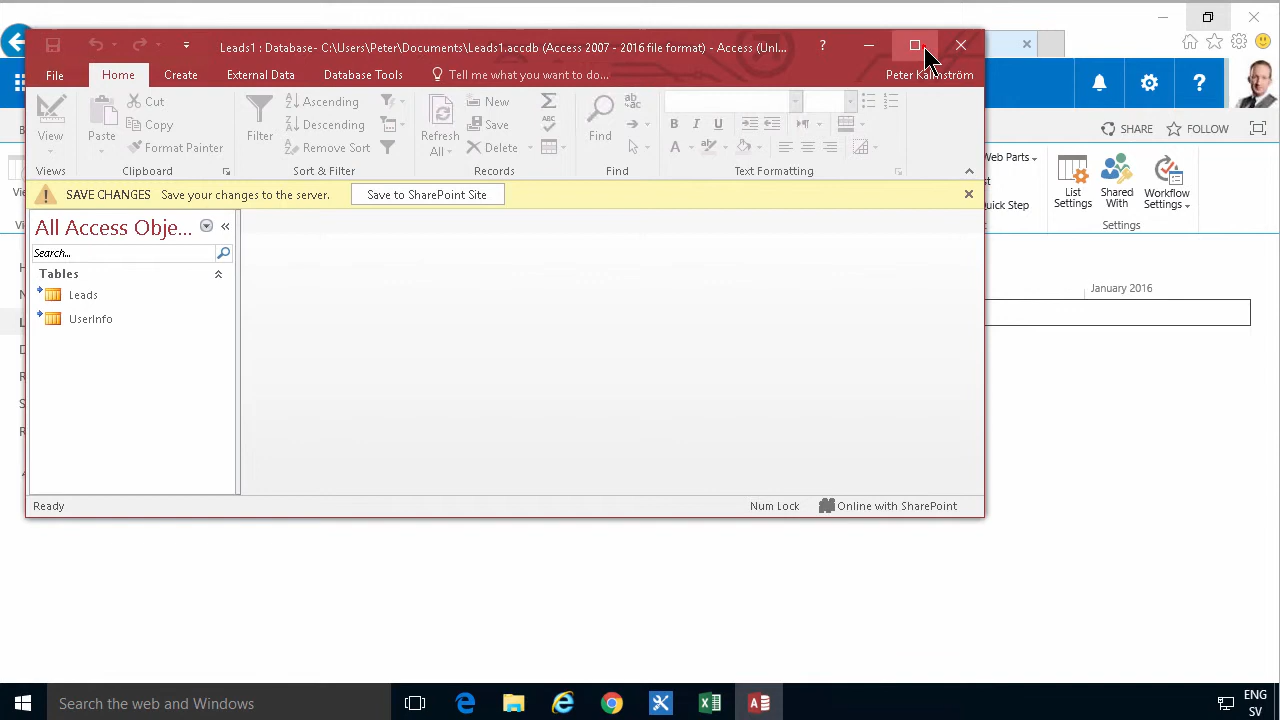 Leads1 : Database- C:\Users\Peter\Documents\Leads1.accdb (Access 2007 - 2016 file format) - Access (Unl...
?
File Home Create External Data Database Tools Tell me what you want to do...
SHARE FOLLOW
View Paste Cut Copy Format Painter
Views Clipboard
Filter Ascending Descending Remove Sort
Sort & Filter
Refresh All New Save Delete
Records
Find
Find
B I U A
Text Formatting
Web Parts
Quick Step
List Settings Shared With Workflow Settings
Settings
SAVE CHANGES Save your changes to the server. Save to SharePoint Site
All Access Obje...
Search...
Tables
Leads
UserInfo
January 2016
Ready Num Lock Online with SharePoint
Search the web and Windows
ENG
SV